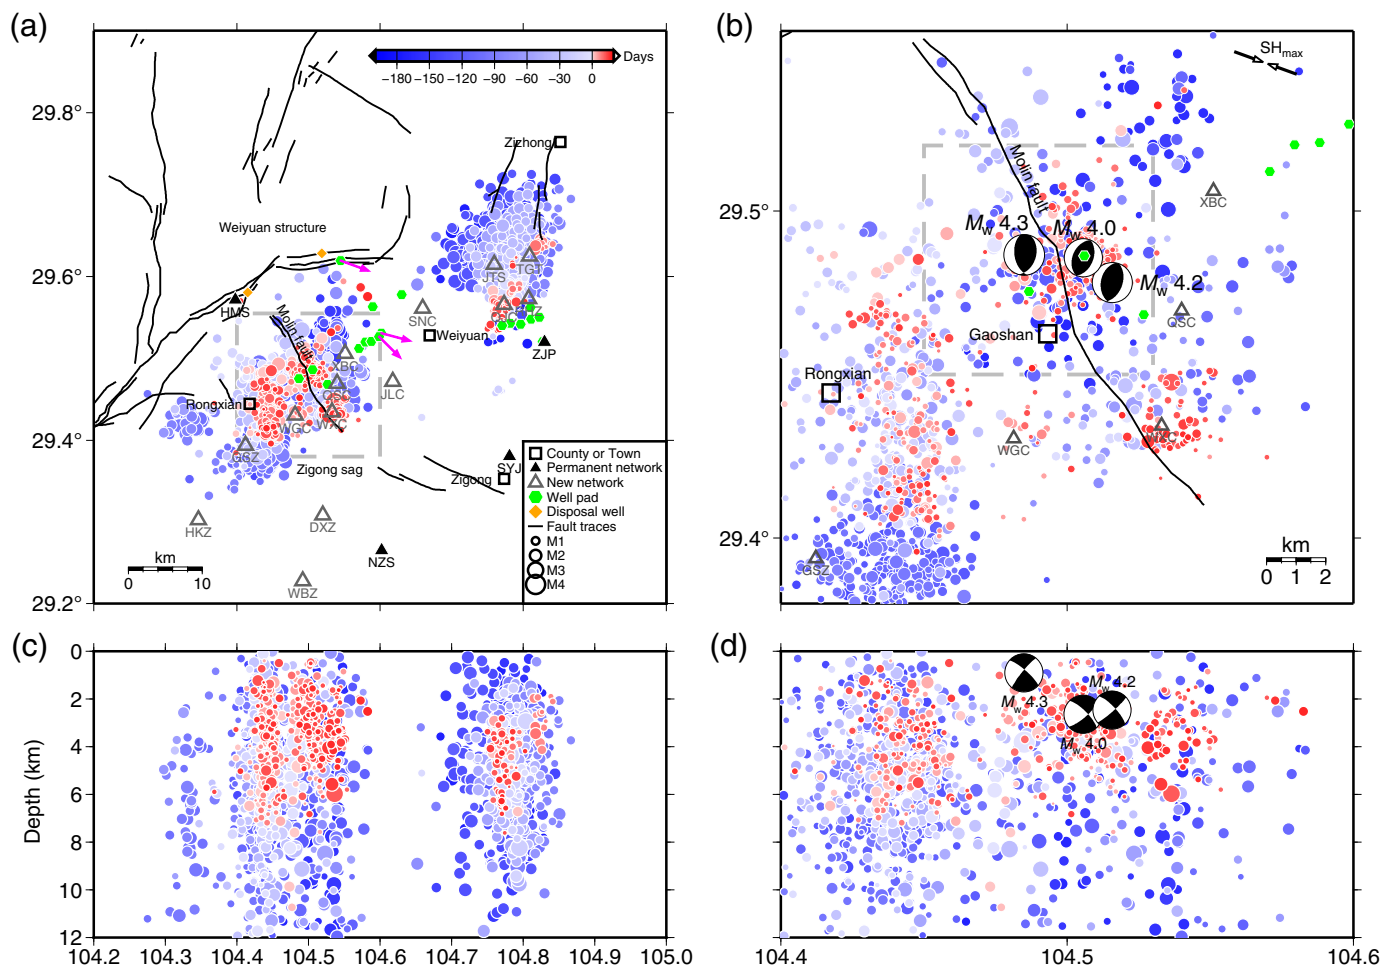 (a)
29.8°
29.6°
29.4°
29.2°
Days
−180 −150 −120 −90 −60 −30 0
Zizhong
Weiyuan structure
JTS
TGT
HMS
SNC
Weiyuan
ZJP
Molin fault
XBC
QSC
JLC
Rongxian
WGC
WXC
GSZ
Zigong sag
SYJ
Zigong
HKZ
DXZ
NZS
WBZ
km
0 10
County or Town
Permanent network
New network
Well pad
Disposal well
Fault traces
M1
M2
M3
M4
(b)
SHmax
29.5°
29.4°
Molin fault
XBC
Mw 4.3
Mw 4.0
Mw 4.2
QSC
Gaoshan
Rongxian
WGC
WXC
GSZ
km
0 1 2
(c)
Depth (km)
0
2
4
6
8
10
12
104.2 104.3 104.4 104.5 104.6 104.7 104.8 104.9 105.0
(d)
Mw 4.2
Mw 4.3
Mw 4.0
104.4 104.5 104.6